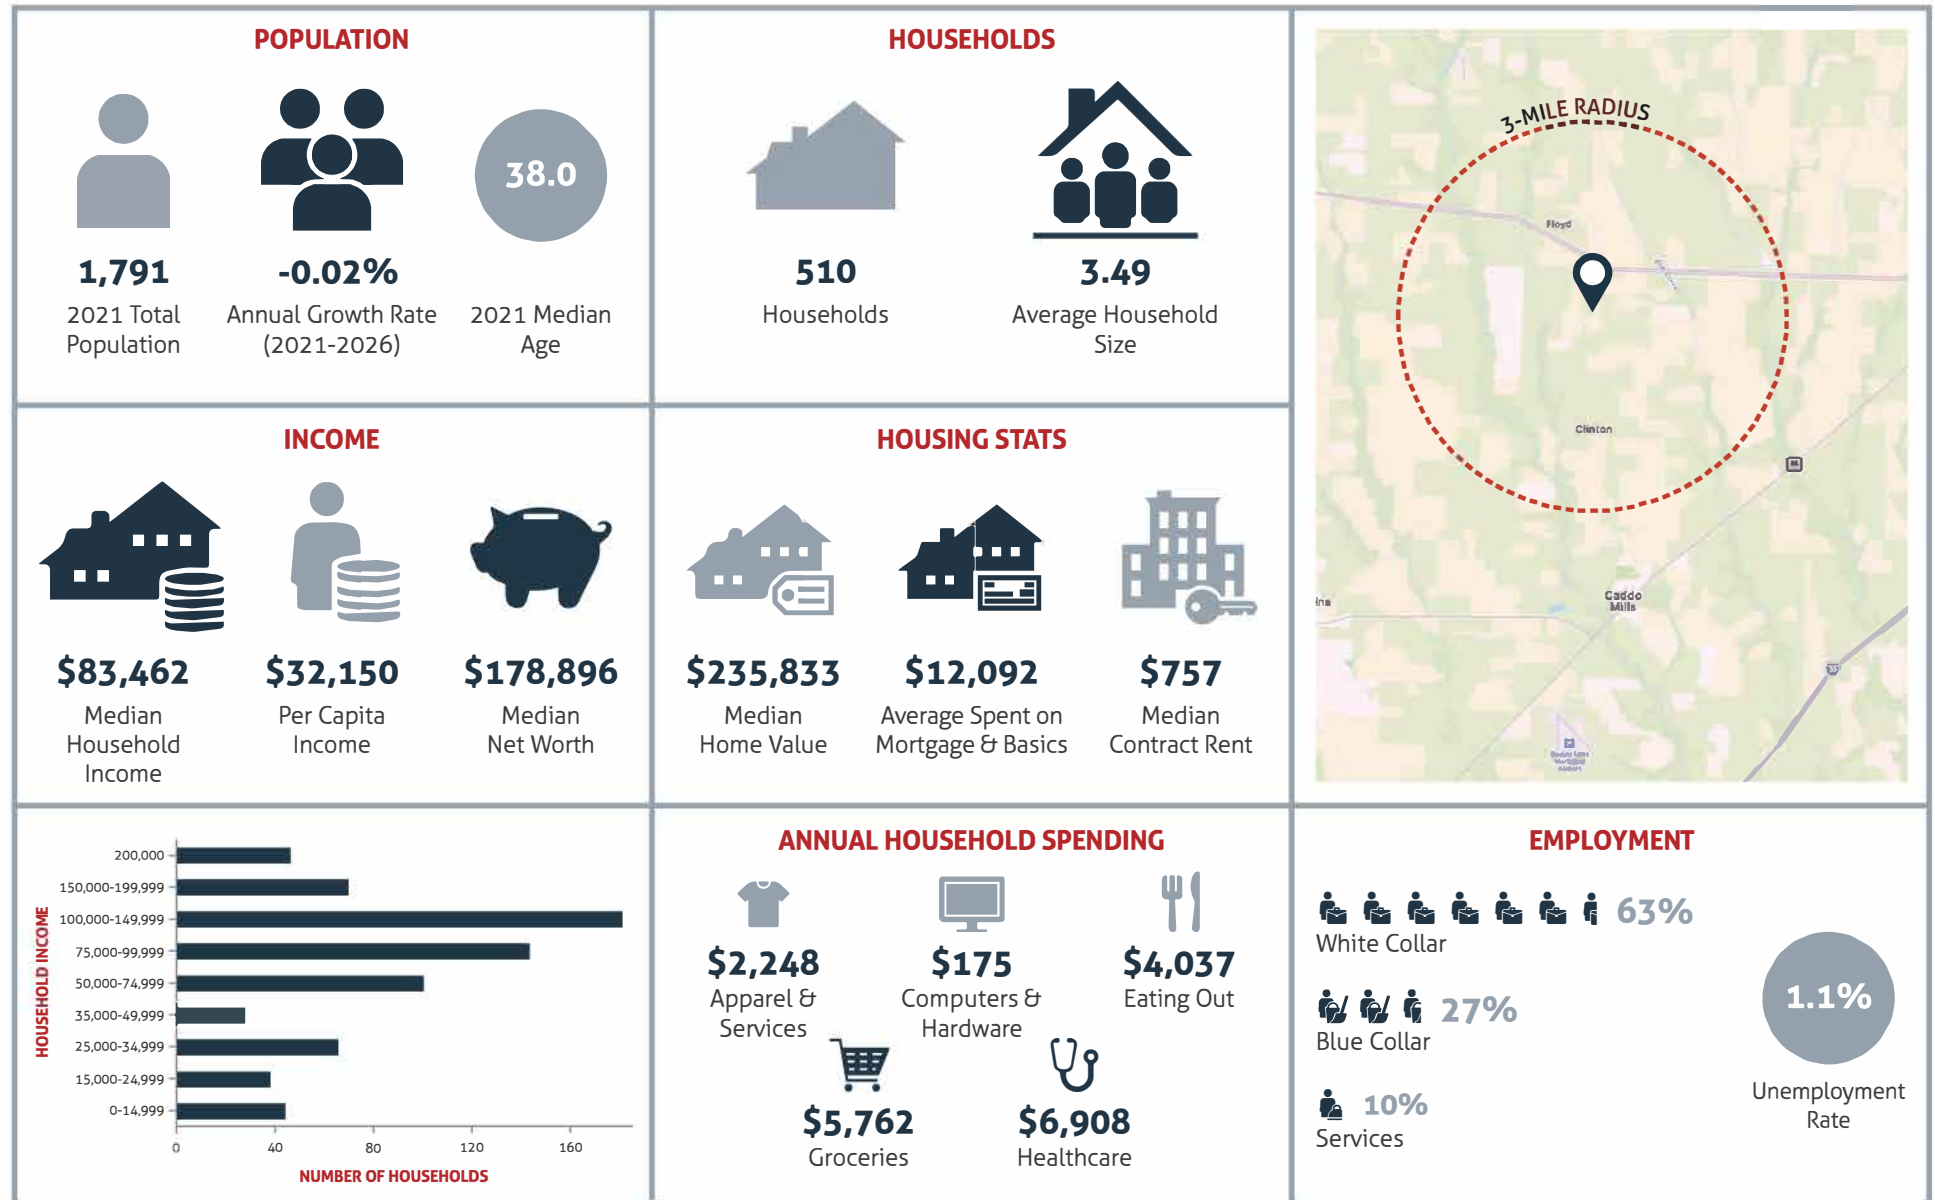 POPULATION
38.0
1,791
2021 Total
Population
-0.02%
Annual Growth Rate
(2021-2026)
2021 Median
Age
HOUSEHOLDS
510
Households
3.49
Average Household
Size
3-MILE RADIUS
Floyd
Clinton
Caddo
Mills
INCOME
$83,462
Median
Household
Income
$32,150
Per Capita
Income
$178,896
Median
Net Worth
HOUSING STATS
$235,833
Median
Home Value
$12,092
Average Spent on
Mortgage & Basics
$757
Median
Contract Rent
HOUSEHOLD INCOME
200,000
150,000-199,999
100,000-149,999
75,000-99,999
50,000-74,999
35,000-49,999
25,000-34,999
15,000-24,999
0-14,999
0 40 80 120 160
NUMBER OF HOUSEHOLDS
ANNUAL HOUSEHOLD SPENDING
$2,248
Apparel &
Services
$175
Computers &
Hardware
$4,037
Eating Out
$5,762
Groceries
$6,908
Healthcare
EMPLOYMENT
63%
White Collar
27%
Blue Collar
10%
Services
1.1%
Unemployment
Rate